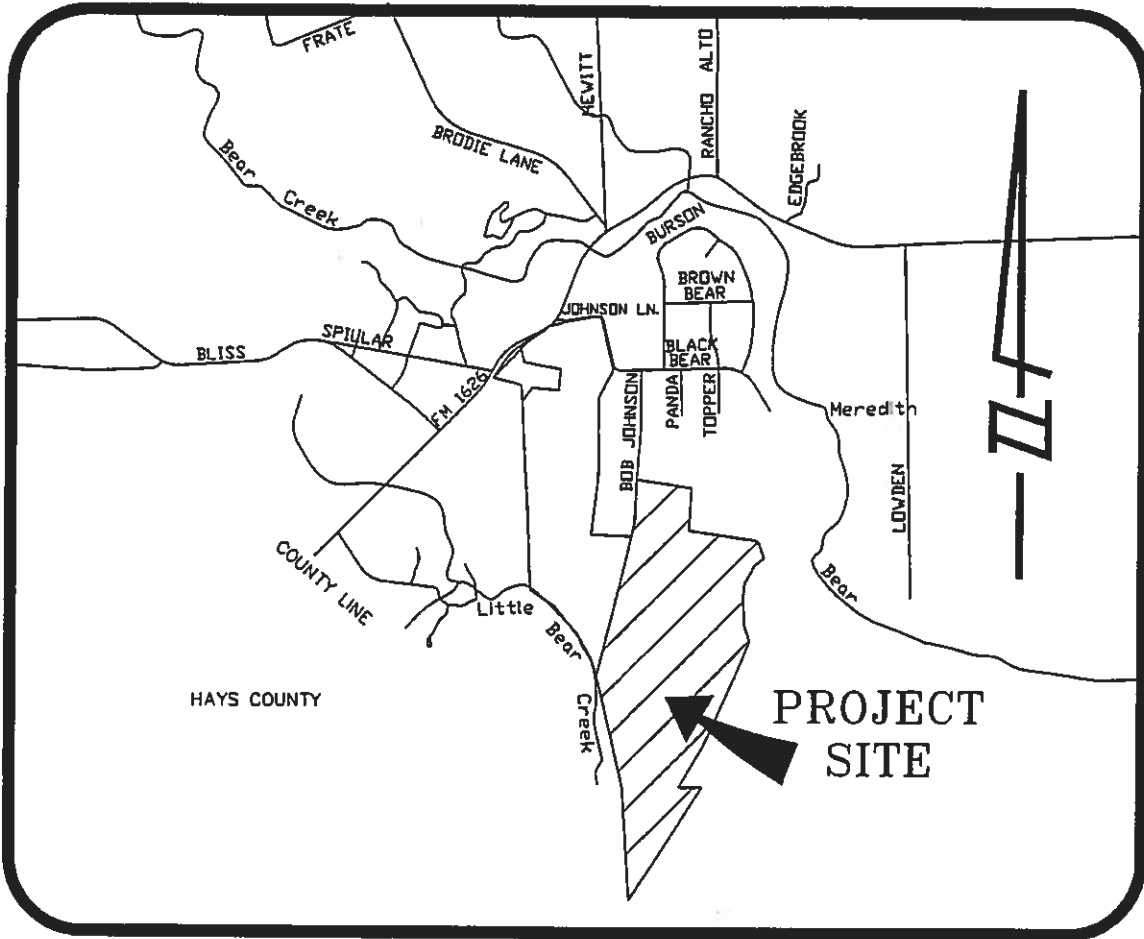 FRATE
BRODIE LANE
HEWITT
RANCHO ALTO
EDGEBROOK
Bear
Creek
BURSON
BROWN
BEAR
JOHNSON LN.
BLISS
SPILLAR
FM 1626
BLACK
BEAR
BOB JOHNSON
PANDA
TOPPER
Meredith
LOWDEN
COUNTY LINE
Little
Bear
Creek
Bear
HAYS COUNTY
PROJECT
SITE
N